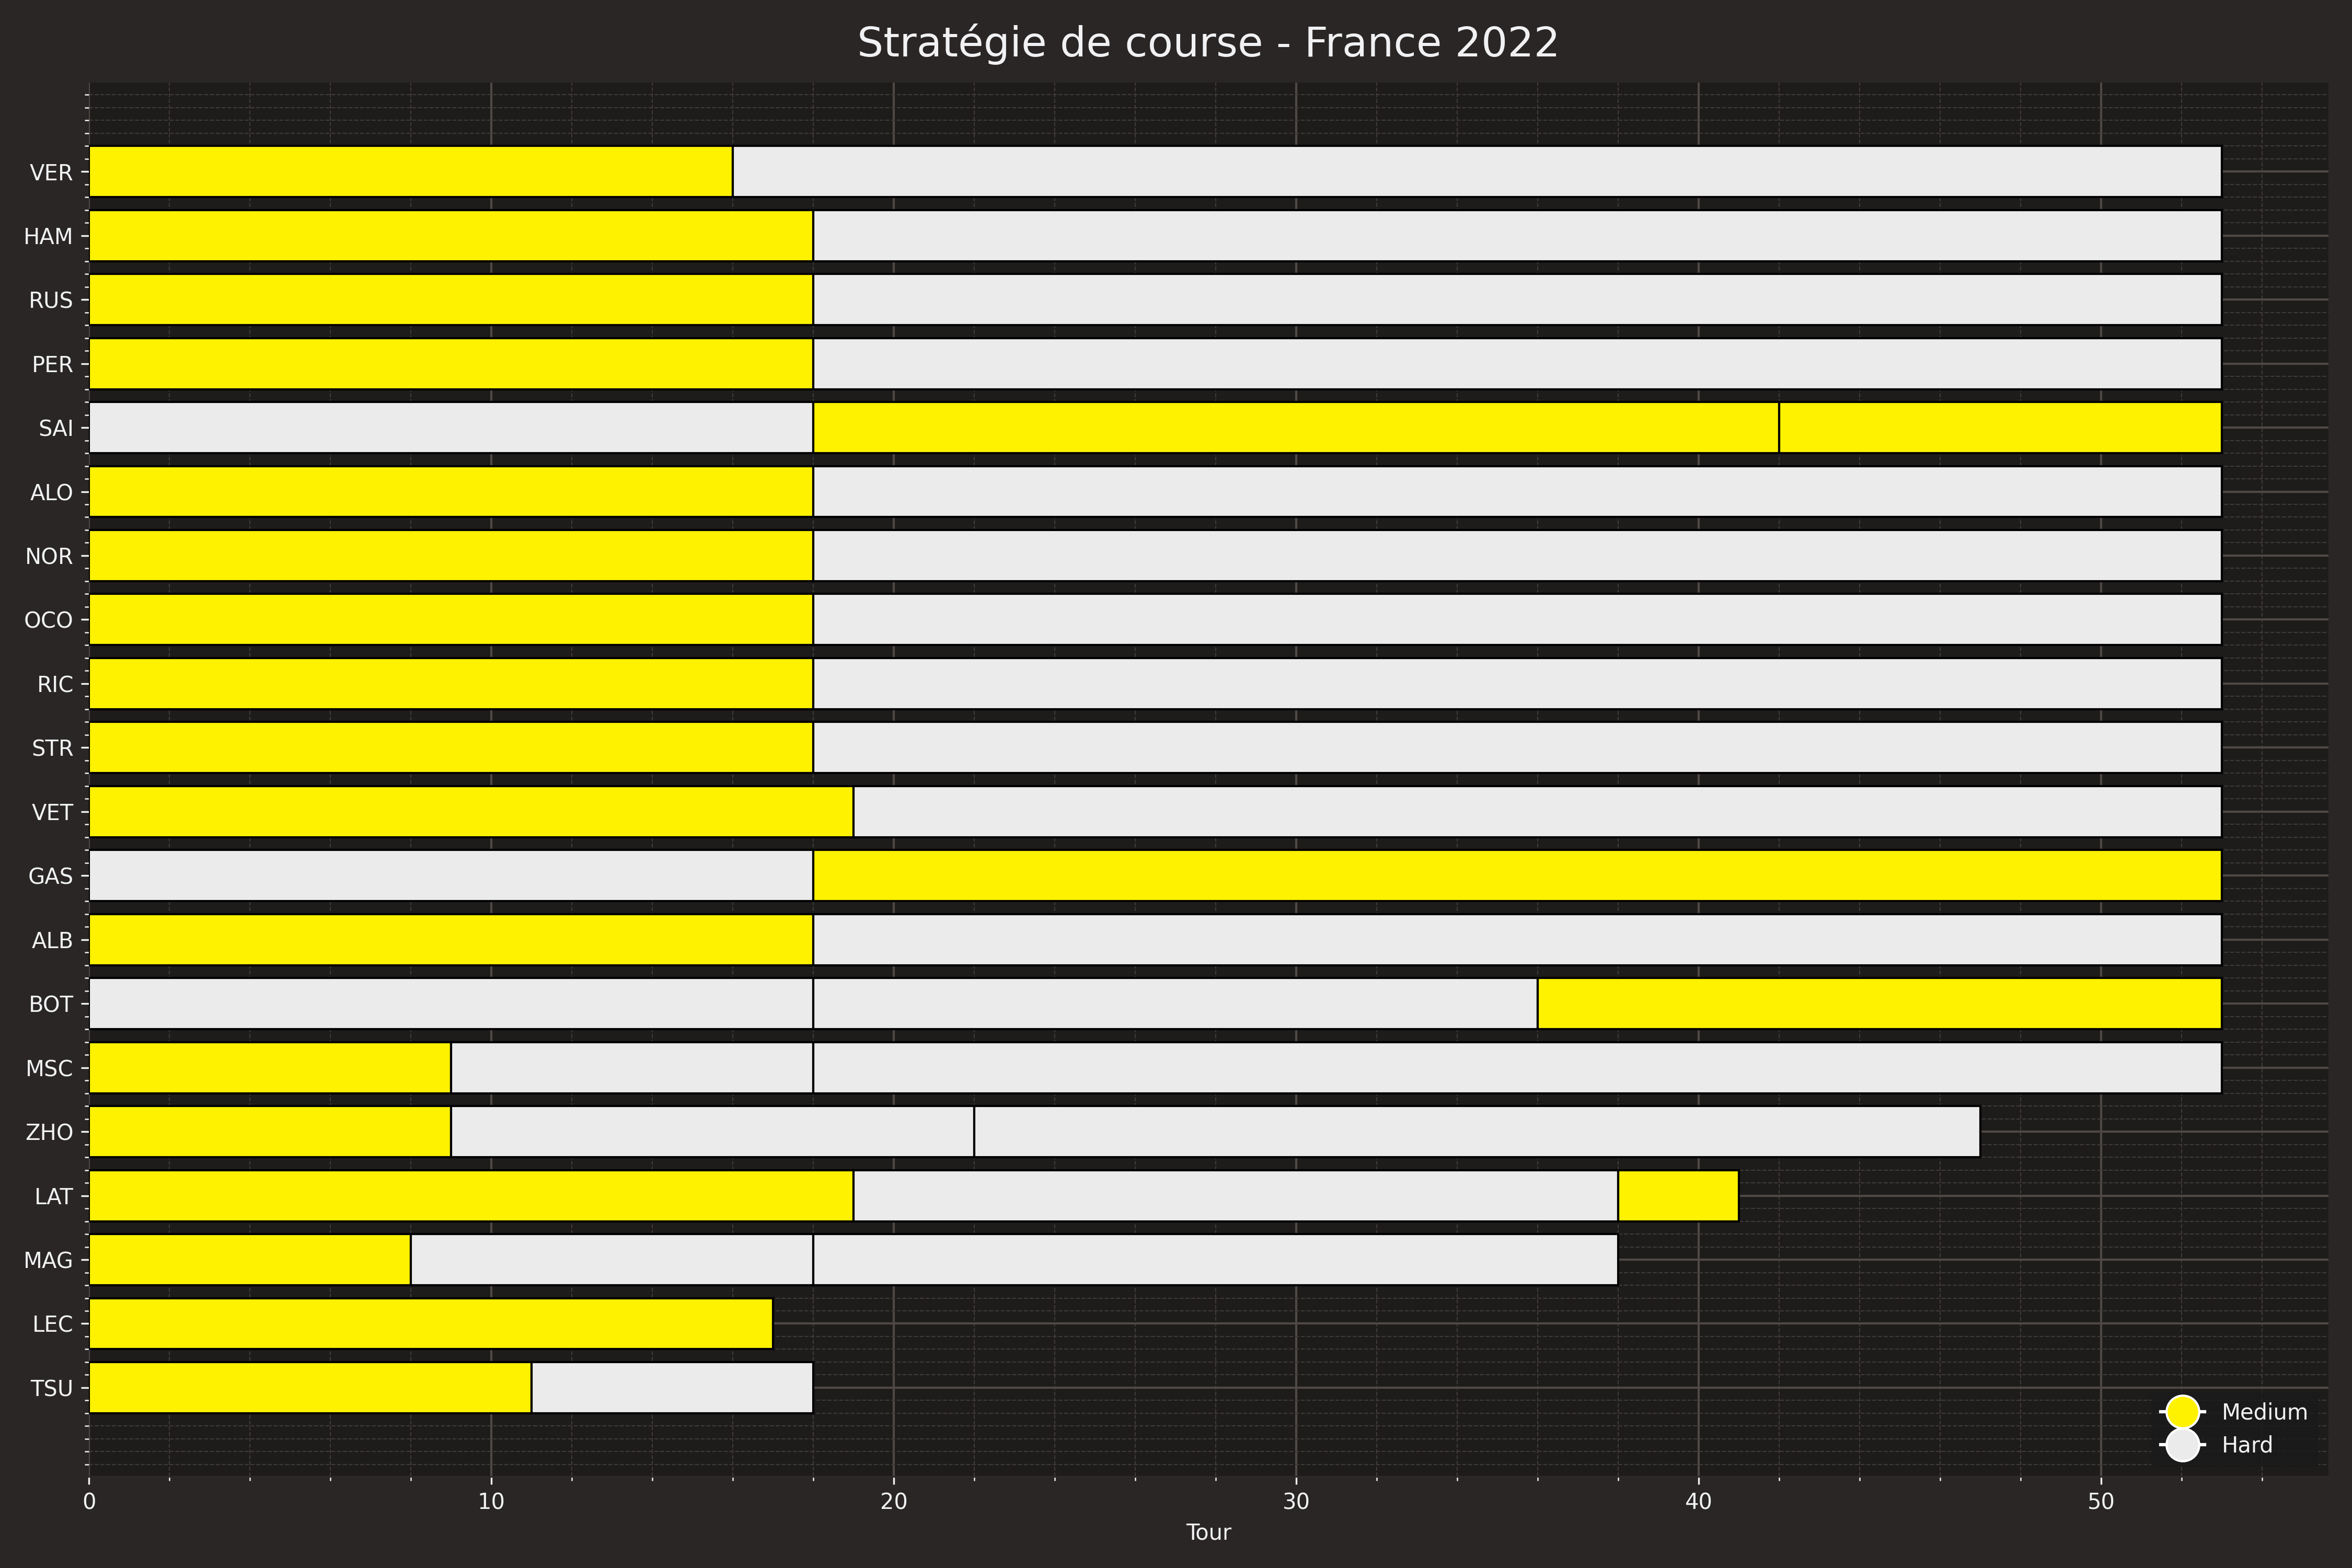 Stratégie de course - France 2022
VER
HAM
RUS
PER
SAI
ALO
NOR
OCO
RIC
STR
VET
GAS
ALB
BOT
MSC
ZHO
LAT
MAG
LEC
TSU
Medium
Hard
0 10 20 30 40 50
Tour